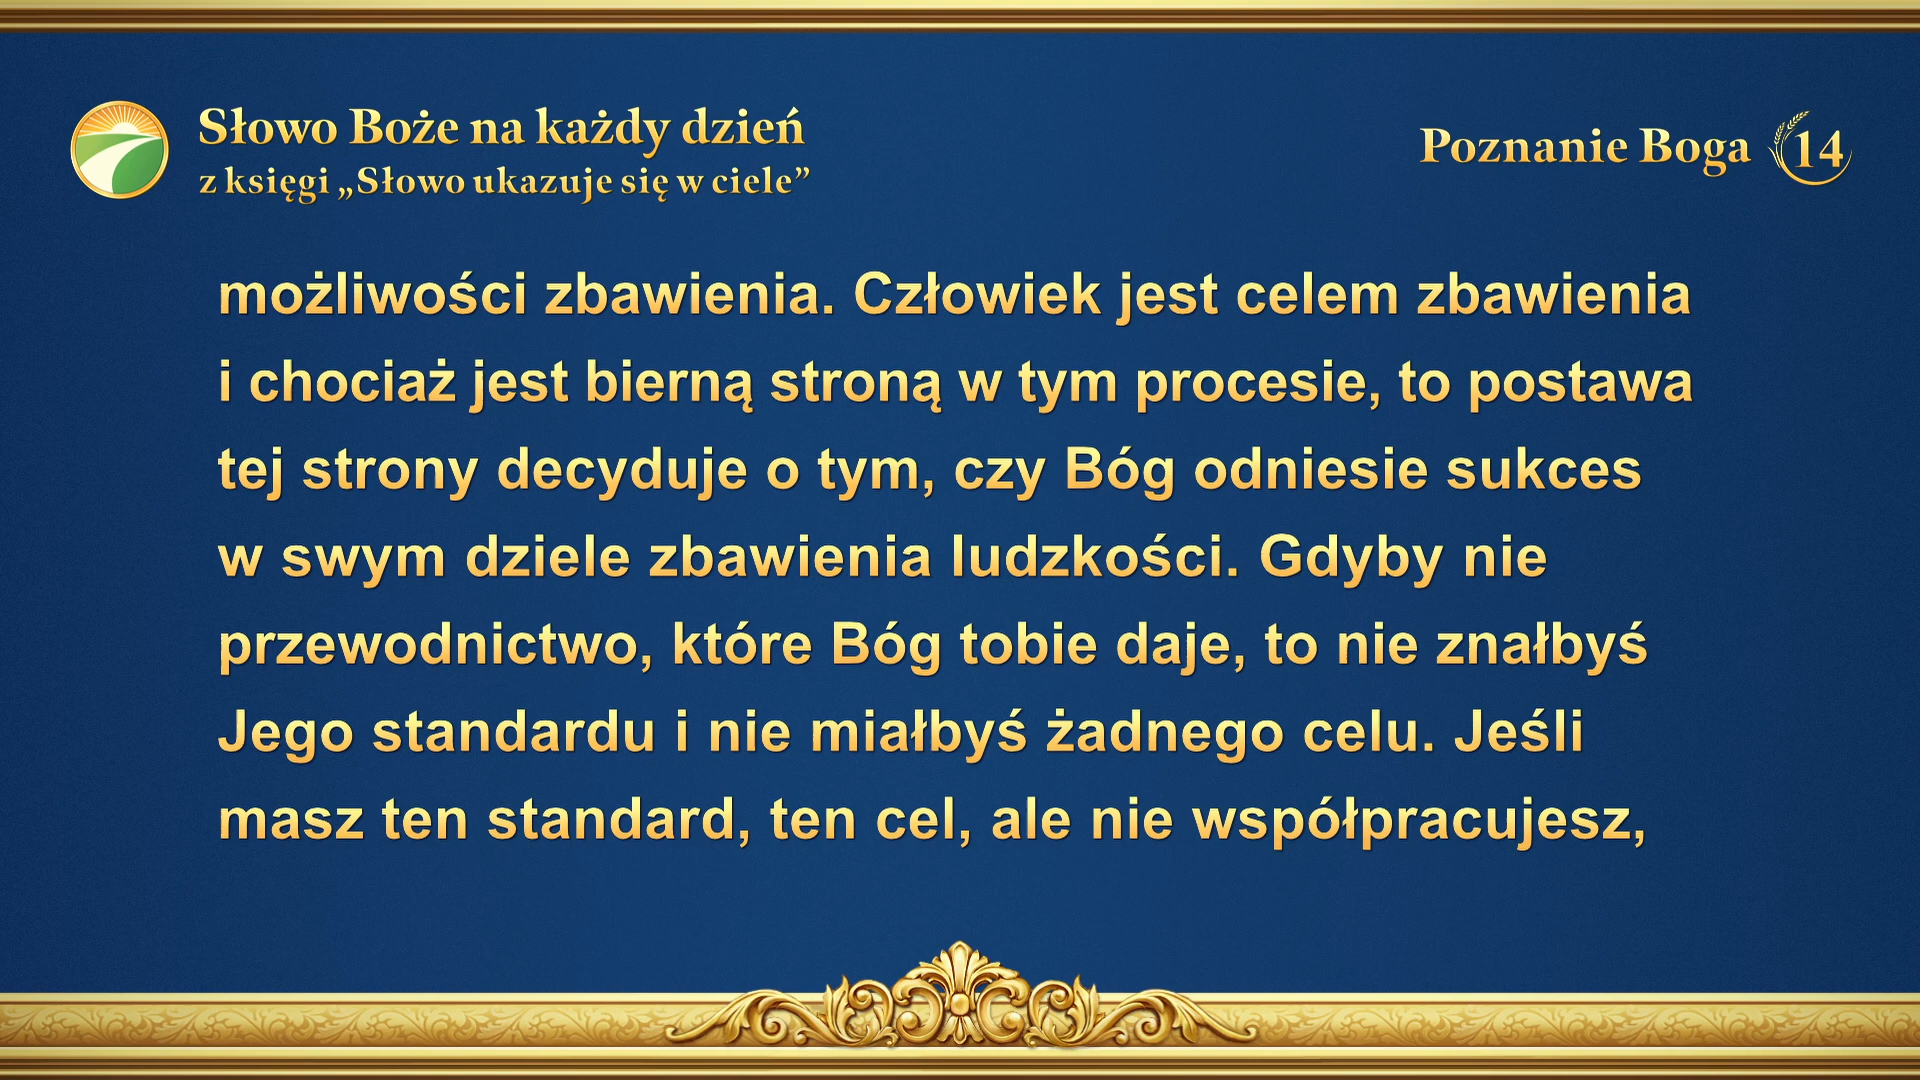 Słowo Boże na każdy dzień
z księgi „Słowo ukazuje się w ciele”
Poznanie Boga 14
możliwości zbawienia. Człowiek jest celem zbawienia
i chociaż jest bierną stroną w tym procesie, to postawa
tej strony decyduje o tym, czy Bóg odniesie sukces
w swym dziele zbawienia ludzkości. Gdyby nie
przewodnictwo, które Bóg tobie daje, to nie znałbyś
Jego standardu i nie miałbyś żadnego celu. Jeśli
masz ten standard, ten cel, ale nie współpracujesz,